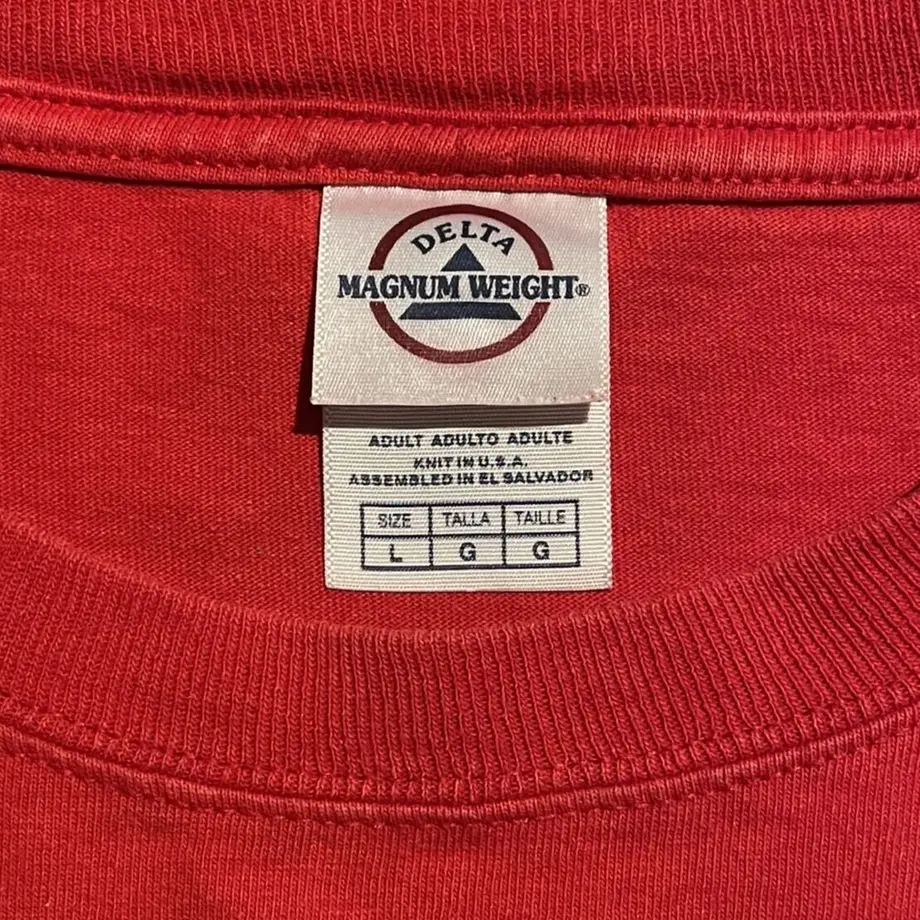 DELTA
MAGNUM WEIGHT®
ADULT ADULTO ADULTE
KNIT IN U.S.A.
ASSEMBLED IN EL SALVADOR
SIZE TALLA TAILLE
L G G